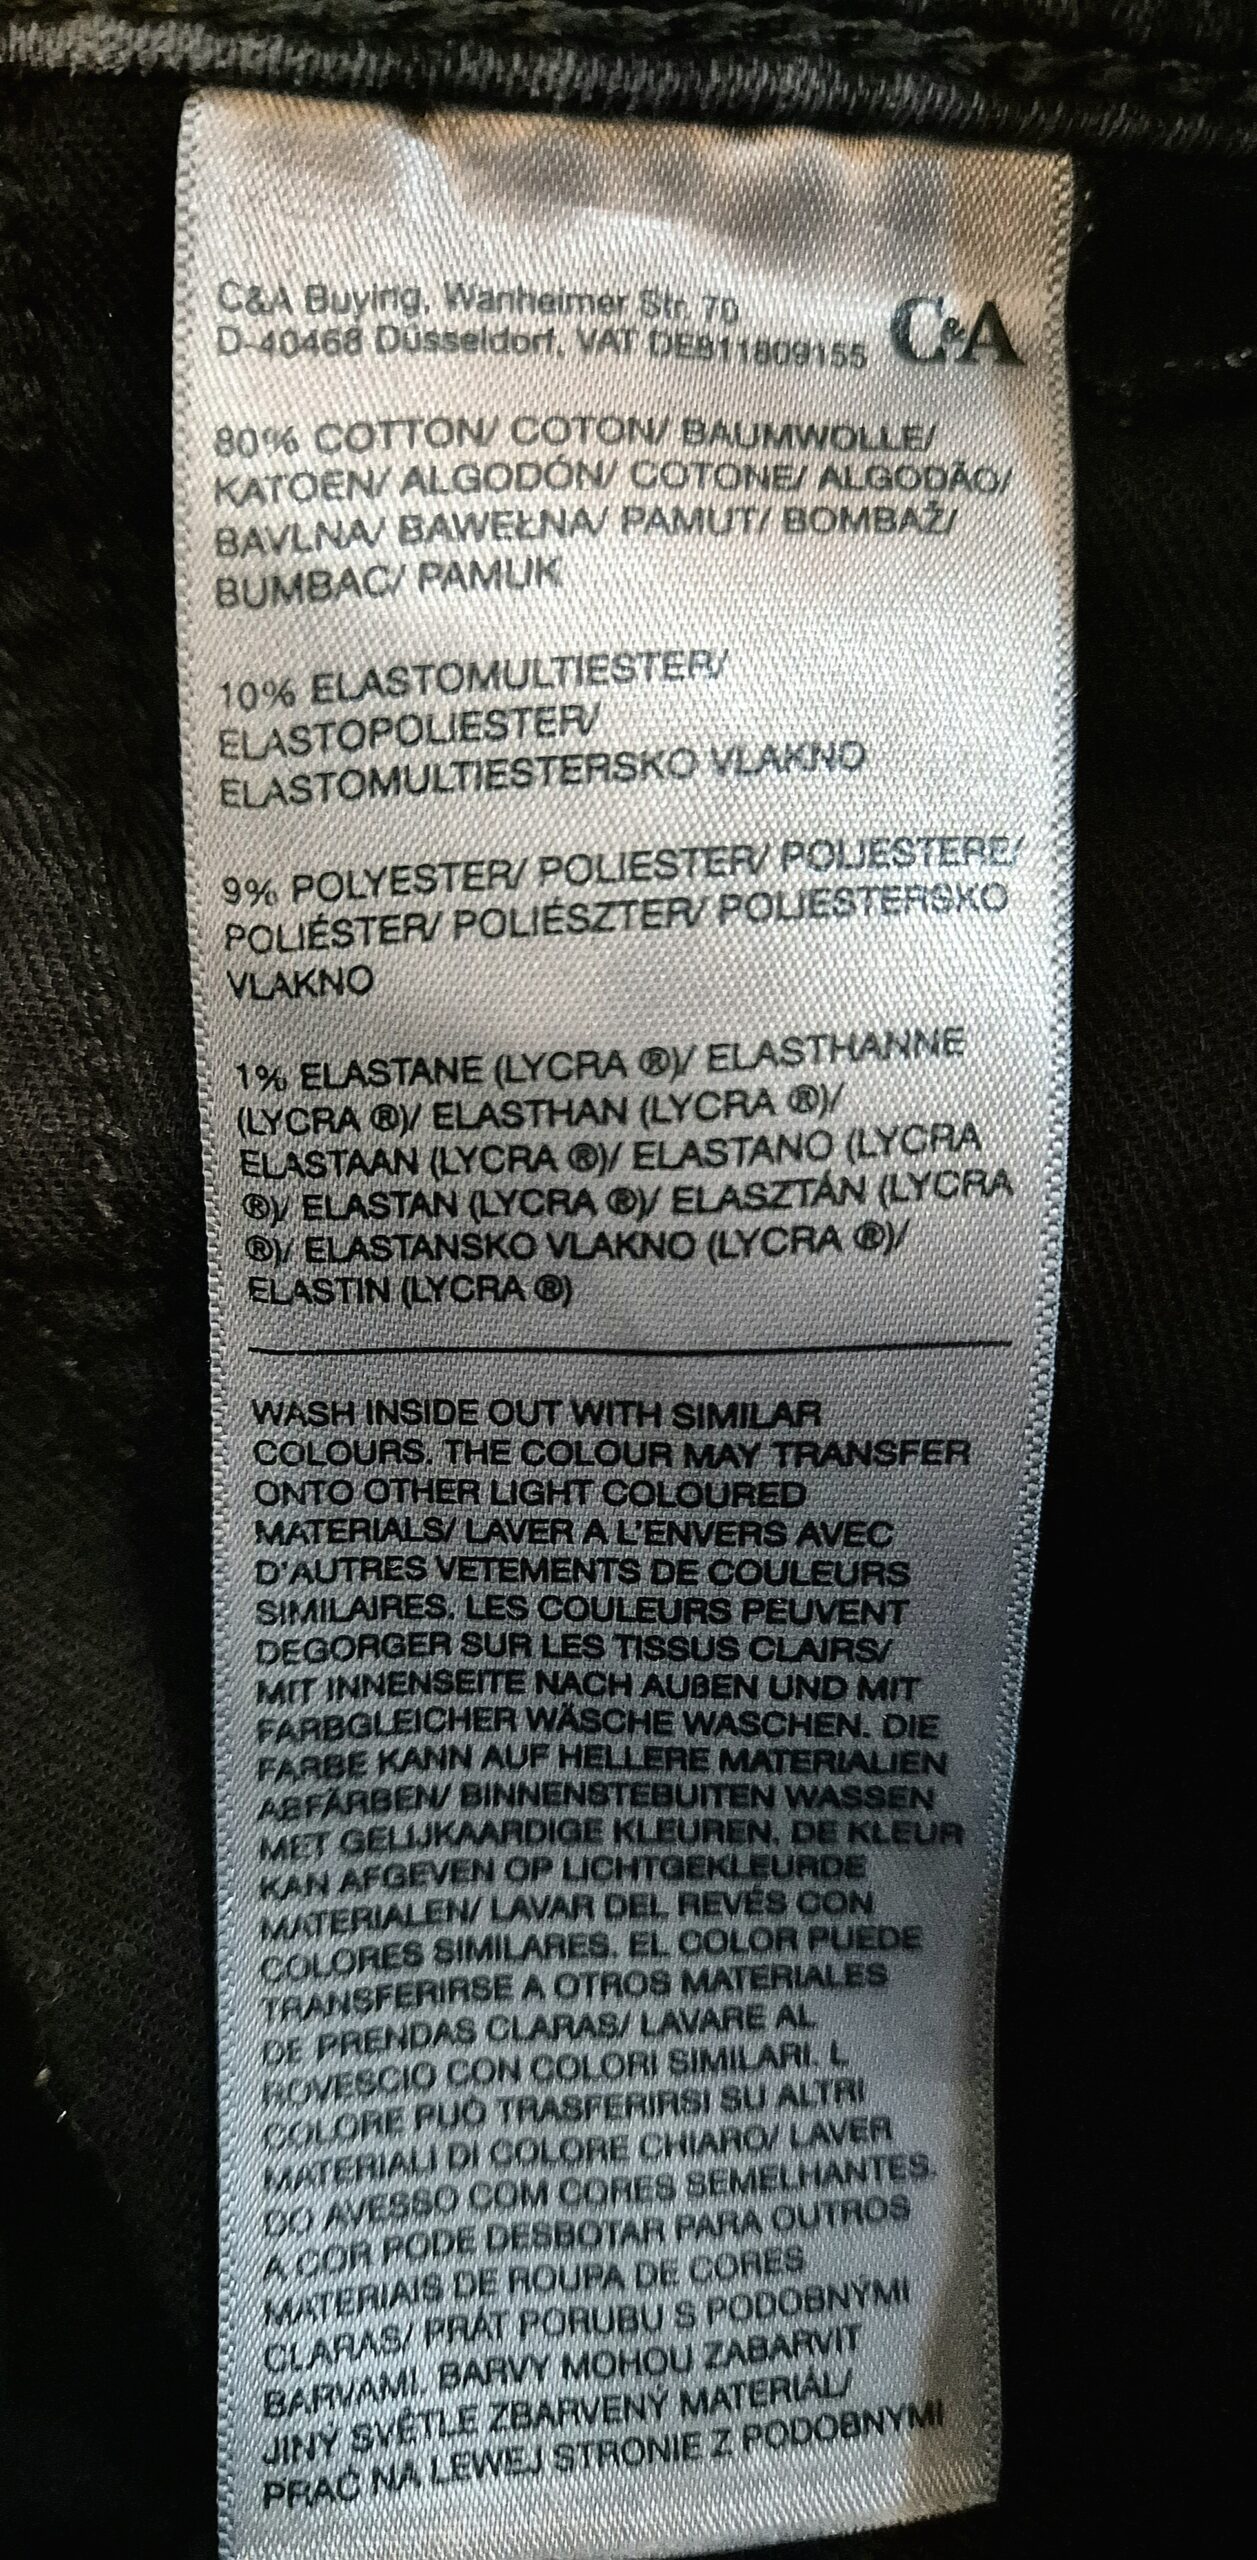 C&A Buying, Wanheimer Str. 70
D-40468 Düsseldorf, VAT DE811809155
C&A
80% COTTON/ COTON/ BAUMWOLLE/
KATOEN/ ALGODÓN/ COTONE/ ALGODÃO/
BAVLNA/ BAWEŁNA/ PAMUT/ BOMBAŽ/
BUMBAC/ PAMUK
10% ELASTOMULTIESTER/
ELASTOPOLIESTER/
ELASTOMULTIESTERSKO VLAKNO
9% POLYESTER/ POLIESTER/ POLIESTERE/
POLIÉSTER/ POLIÉSZTER/ POLIESTERSKO
VLAKNO
1% ELASTANE (LYCRA ®)/ ELASTHANNE
(LYCRA ®)/ ELASTHAN (LYCRA ®)/
ELASTAAN (LYCRA ®)/ ELASTANO (LYCRA
®)/ ELASTAN (LYCRA ®)/ ELASZTÁN (LYCRA
®)/ ELASTANSKO VLAKNO (LYCRA ®)/
ELASTIN (LYCRA ®)
WASH INSIDE OUT WITH SIMILAR
COLOURS. THE COLOUR MAY TRANSFER
ONTO OTHER LIGHT COLOURED
MATERIALS/ LAVER A L'ENVERS AVEC
D'AUTRES VETEMENTS DE COULEURS
SIMILAIRES. LES COULEURS PEUVENT
DEGORGER SUR LES TISSUS CLAIRS/
MIT INNENSEITE NACH AUßEN UND MIT
FARBGLEICHER WÄSCHE WASCHEN. DIE
FARBE KANN AUF HELLERE MATERIALIEN
ABFÄRBEN/ BINNENSTEBUITEN WASSEN
MET GELIJKAARDIGE KLEUREN. DE KLEUR
KAN AFGEVEN OP LICHTGEKLEURDE
MATERIALEN/ LAVAR DEL REVÉS CON
COLORES SIMILARES. EL COLOR PUEDE
TRANSFERIRSE A OTROS MATERIALES
DE PRENDAS CLARAS/ LAVARE AL
ROVESCIO CON COLORI SIMILARI. L
COLORE PUÒ TRASFERIRSI SU ALTRI
MATERIALI DI COLORE CHIARO/ LAVER
DO AVESSO COM CORES SEMELHANTES.
A COR PODE DESBOTAR PARA OUTROS
MATERIAIS DE ROUPA DE CORES
CLARAS/ PRÁT PORUBU S PODOBNÝMI
BARVAMI. BARVY MOHOU ZABARVIT
JINÝ SVĚTLE ZBARVENÝ MATERIÁL/
PRAĆ NA LEWEJ STRONIE Z PODOBNYMI